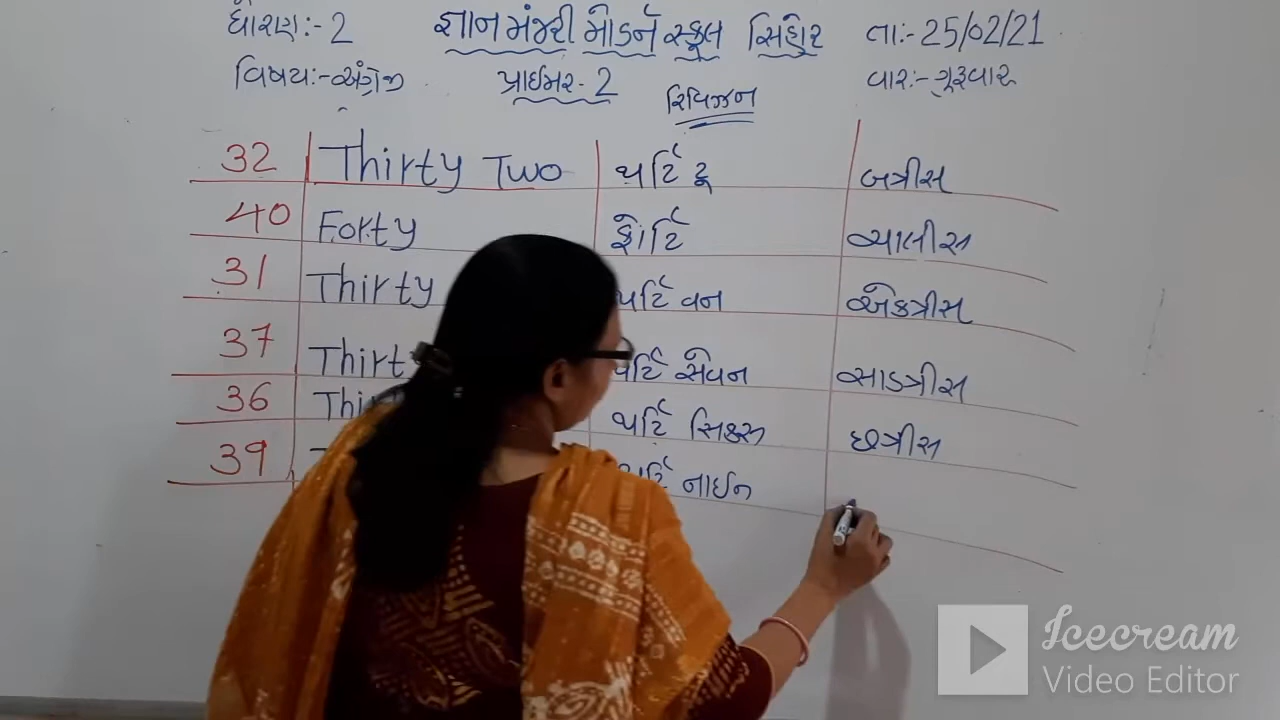 ધોરણઃ- 2 જ્ઞાન મંજરી મોડર્ન સ્કૂલ સિહોર તાઃ- 25/02/21
વિષયઃ- અંગ્રેજી પ્રાઈમર- 2 વારઃ- ગુરૂવાર
રિવિઝન
32 Thirty Two થર્ટિ ટૂ બત્રીસ
40 Forty ફોર્ટિ ચાલીસ
31 Thirty થર્ટિ વન એકત્રીસ
37 Thirt થર્ટિ સેવન સાડત્રીસ
36 Thi થર્ટિ સિક્સ છત્રીસ
39 થર્ટિ નાઈન
Icecream
Video Editor